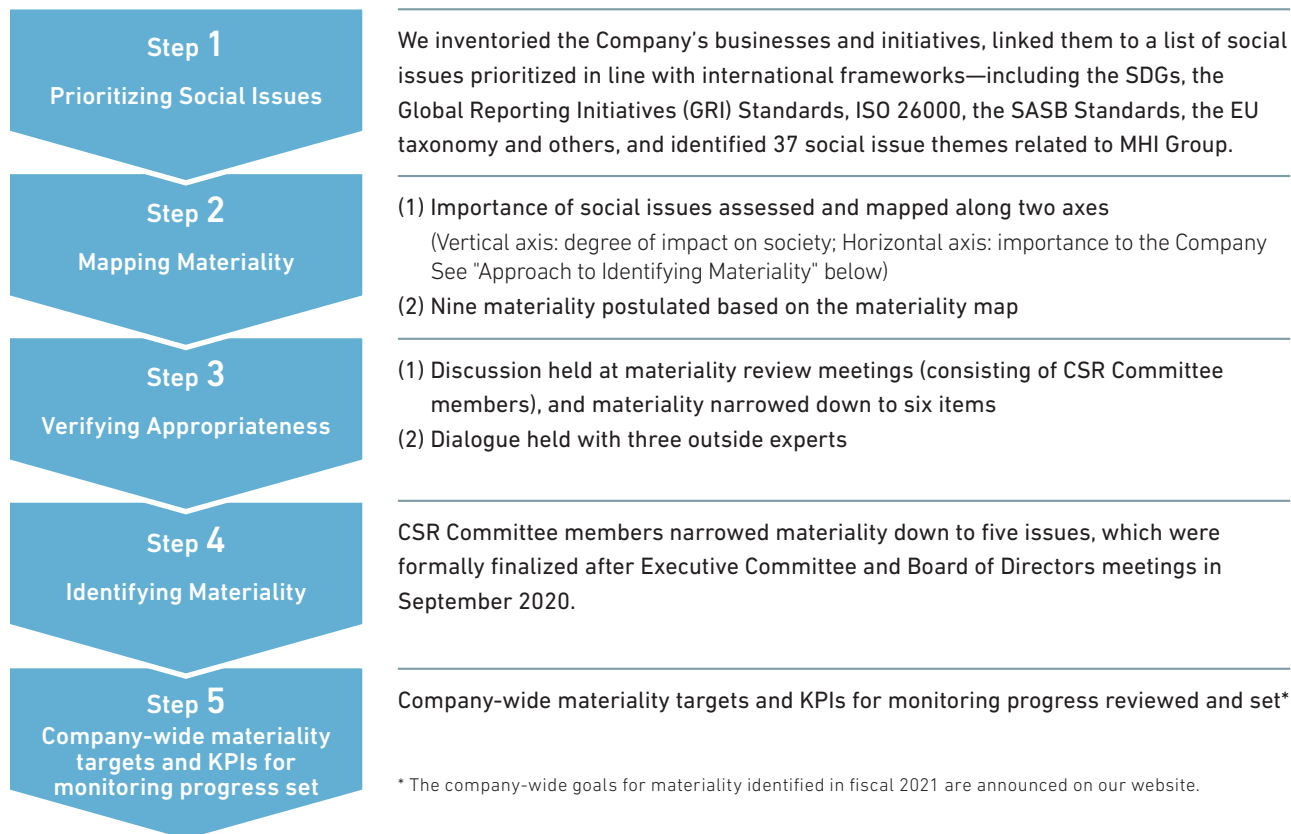 Step 1
Prioritizing Social Issues
We inventoried the Company's businesses and initiatives, linked them to a list of social
issues prioritized in line with international frameworks—including the SDGs, the
Global Reporting Initiatives (GRI) Standards, ISO 26000, the SASB Standards, the EU
taxonomy and others, and identified 37 social issue themes related to MHI Group.
Step 2
Mapping Materiality
(1) Importance of social issues assessed and mapped along two axes
(Vertical axis: degree of impact on society; Horizontal axis: importance to the Company
See "Approach to Identifying Materiality" below)
(2) Nine materiality postulated based on the materiality map
Step 3
Verifying Appropriateness
(1) Discussion held at materiality review meetings (consisting of CSR Committee
members), and materiality narrowed down to six items
(2) Dialogue held with three outside experts
Step 4
Identifying Materiality
CSR Committee members narrowed materiality down to five issues, which were
formally finalized after Executive Committee and Board of Directors meetings in
September 2020.
Step 5
Company-wide materiality
targets and KPIs for
monitoring progress set
Company-wide materiality targets and KPIs for monitoring progress reviewed and set*
* The company-wide goals for materiality identified in fiscal 2021 are announced on our website.